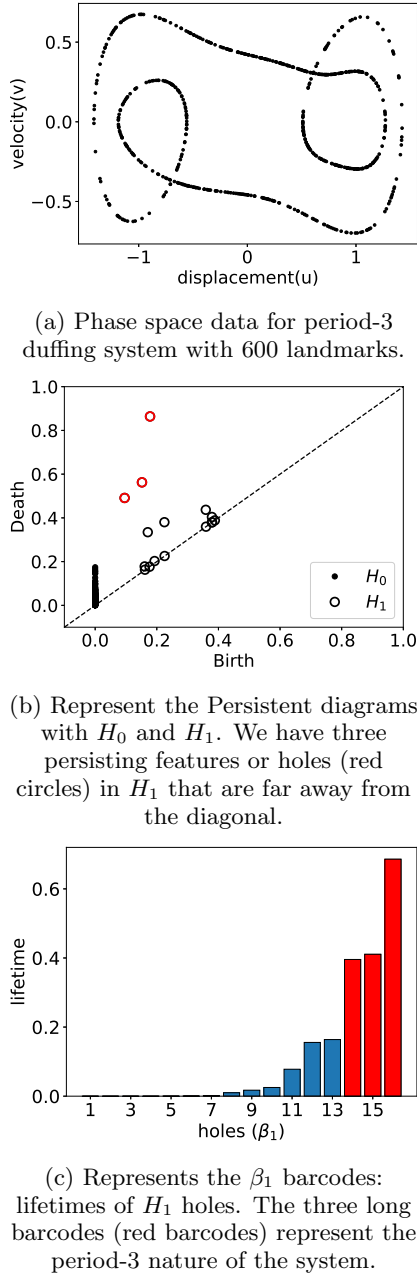 0.5
0.0
−0.5
velocity(v)
−1 0 1
displacement(u)
(a) Phase space data for period-3
duffing system with 600 landmarks.
1.0
0.8
0.6
0.4
0.2
0.0
Death
H0
H1
0.0 0.2 0.4 0.6 0.8 1.0
Birth
(b) Represent the Persistent diagrams
with H0 and H1. We have three
persisting features or holes (red
circles) in H1 that are far away from
the diagonal.
0.6
0.4
0.2
0.0
lifetime
1 3 5 7 9 11 13 15
holes (β1)
(c) Represents the β1 barcodes:
lifetimes of H1 holes. The three long
barcodes (red barcodes) represent the
period-3 nature of the system.